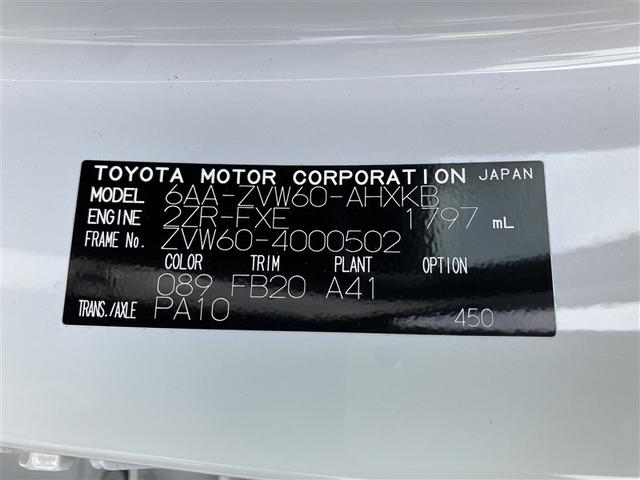 TOYOTA MOTOR CORPORATION JAPAN
MODEL 6AA-ZVW60-AHXKB
ENGINE 2ZR-FXE 1797 mL
FRAME No. ZVW60-4000502
COLOR TRIM PLANT OPTION
089 FB20 A41
TRANS./AXLE PA10 450